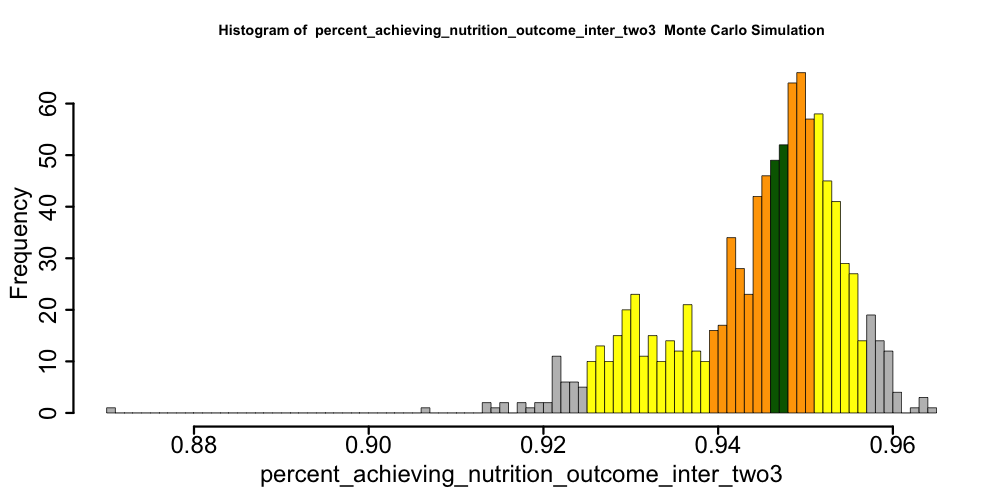 Histogram of percent_achieving_nutrition_outcome_inter_two3 Monte Carlo Simulation
Frequency
60
50
40
30
20
10
0
0.88 0.90 0.92 0.94 0.96
percent_achieving_nutrition_outcome_inter_two3